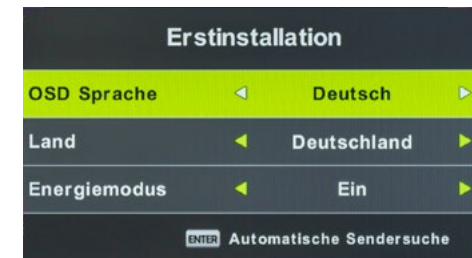 Erstinstallation
OSD Sprache Deutsch
Land Deutschland
Energiemodus Ein
ENTER Automatische Sendersuche